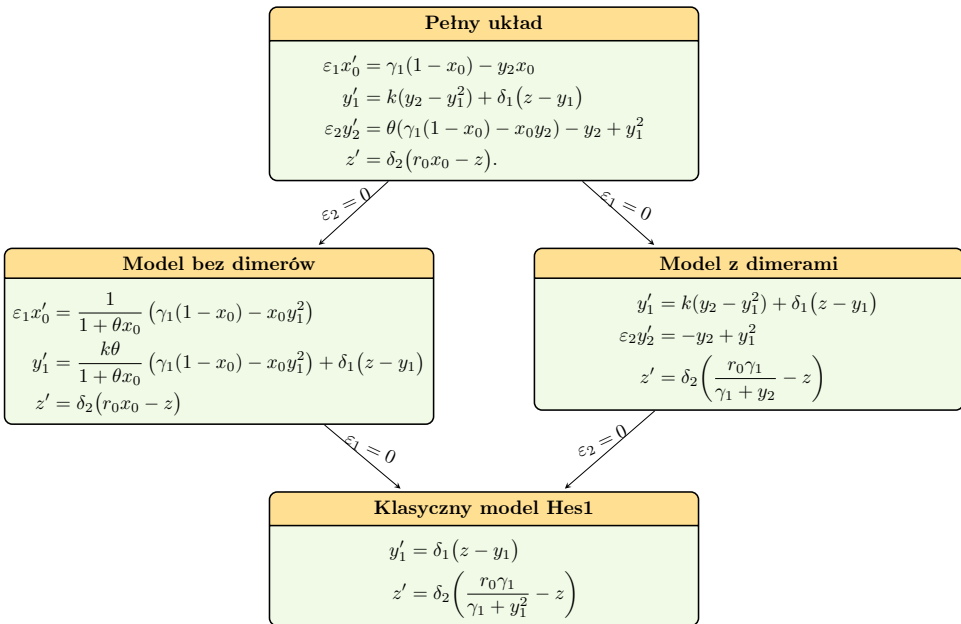 Pełny układ
ε₁x₀′ = γ₁(1 − x₀) − y₂x₀
y₁′ = k(y₂ − y₁²) + δ₁(z − y₁)
ε₂y₂′ = θ(γ₁(1 − x₀) − x₀y₂) − y₂ + y₁²
z′ = δ₂(r₀x₀ − z).
ε₂ = 0
ε₁ = 0
Model bez dimerów
ε₁x₀′ = \frac{1}{1 + θx₀} (γ₁(1 − x₀) − x₀y₁²)
y₁′ = \frac{kθ}{1 + θx₀} (γ₁(1 − x₀) − x₀y₁²) + δ₁(z − y₁)
z′ = δ₂(r₀x₀ − z)
Model z dimerami
y₁′ = k(y₂ − y₁²) + δ₁(z − y₁)
ε₂y₂′ = −y₂ + y₁²
z′ = δ₂(\frac{r₀γ₁}{γ₁ + y₂} − z)
ε₁ = 0
ε₂ = 0
Klasyczny model Hes1
y₁′ = δ₁(z − y₁)
z′ = δ₂(\frac{r₀γ₁}{γ₁ + y₁²} − z)